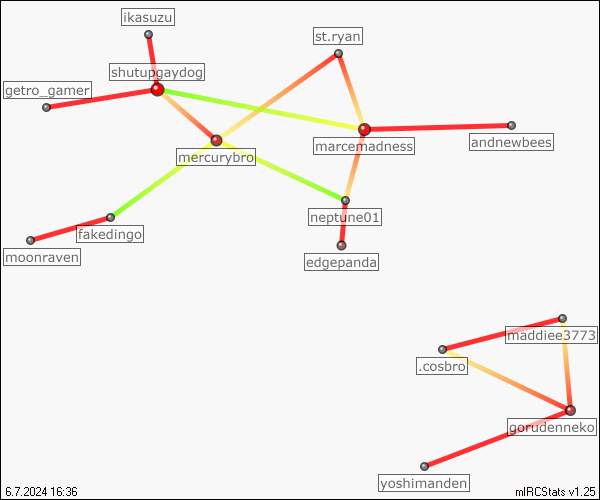 ikasuzu
st.ryan
shutupgaydog
getro_gamer
marcemadness
andnewbees
mercurybro
neptune01
fakedingo
moonraven
edgepanda
maddiee3773
.cosbro
gorudenneko
yoshimanden
6.7.2024 16:36
mIRCStats v1.25